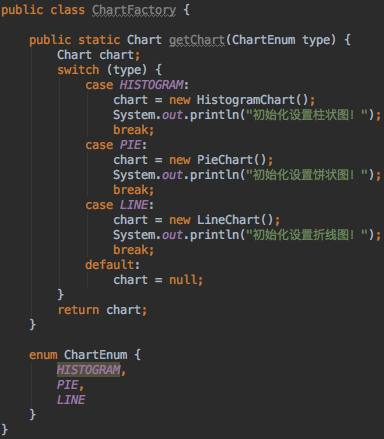 public class ChartFactory {
public static Chart getChart(ChartEnum type) {
Chart chart;
switch (type) {
case HISTOGRAM:
chart = new HistogramChart();
System.out.println("初始化设置柱状图！");
break;
case PIE:
chart = new PieChart();
System.out.println("初始化设置饼状图！");
break;
case LINE:
chart = new LineChart();
System.out.println("初始化设置折线图！");
break;
default:
chart = null;
}
return chart;
}
enum ChartEnum {
HISTOGRAM,
PIE,
LINE
}
}